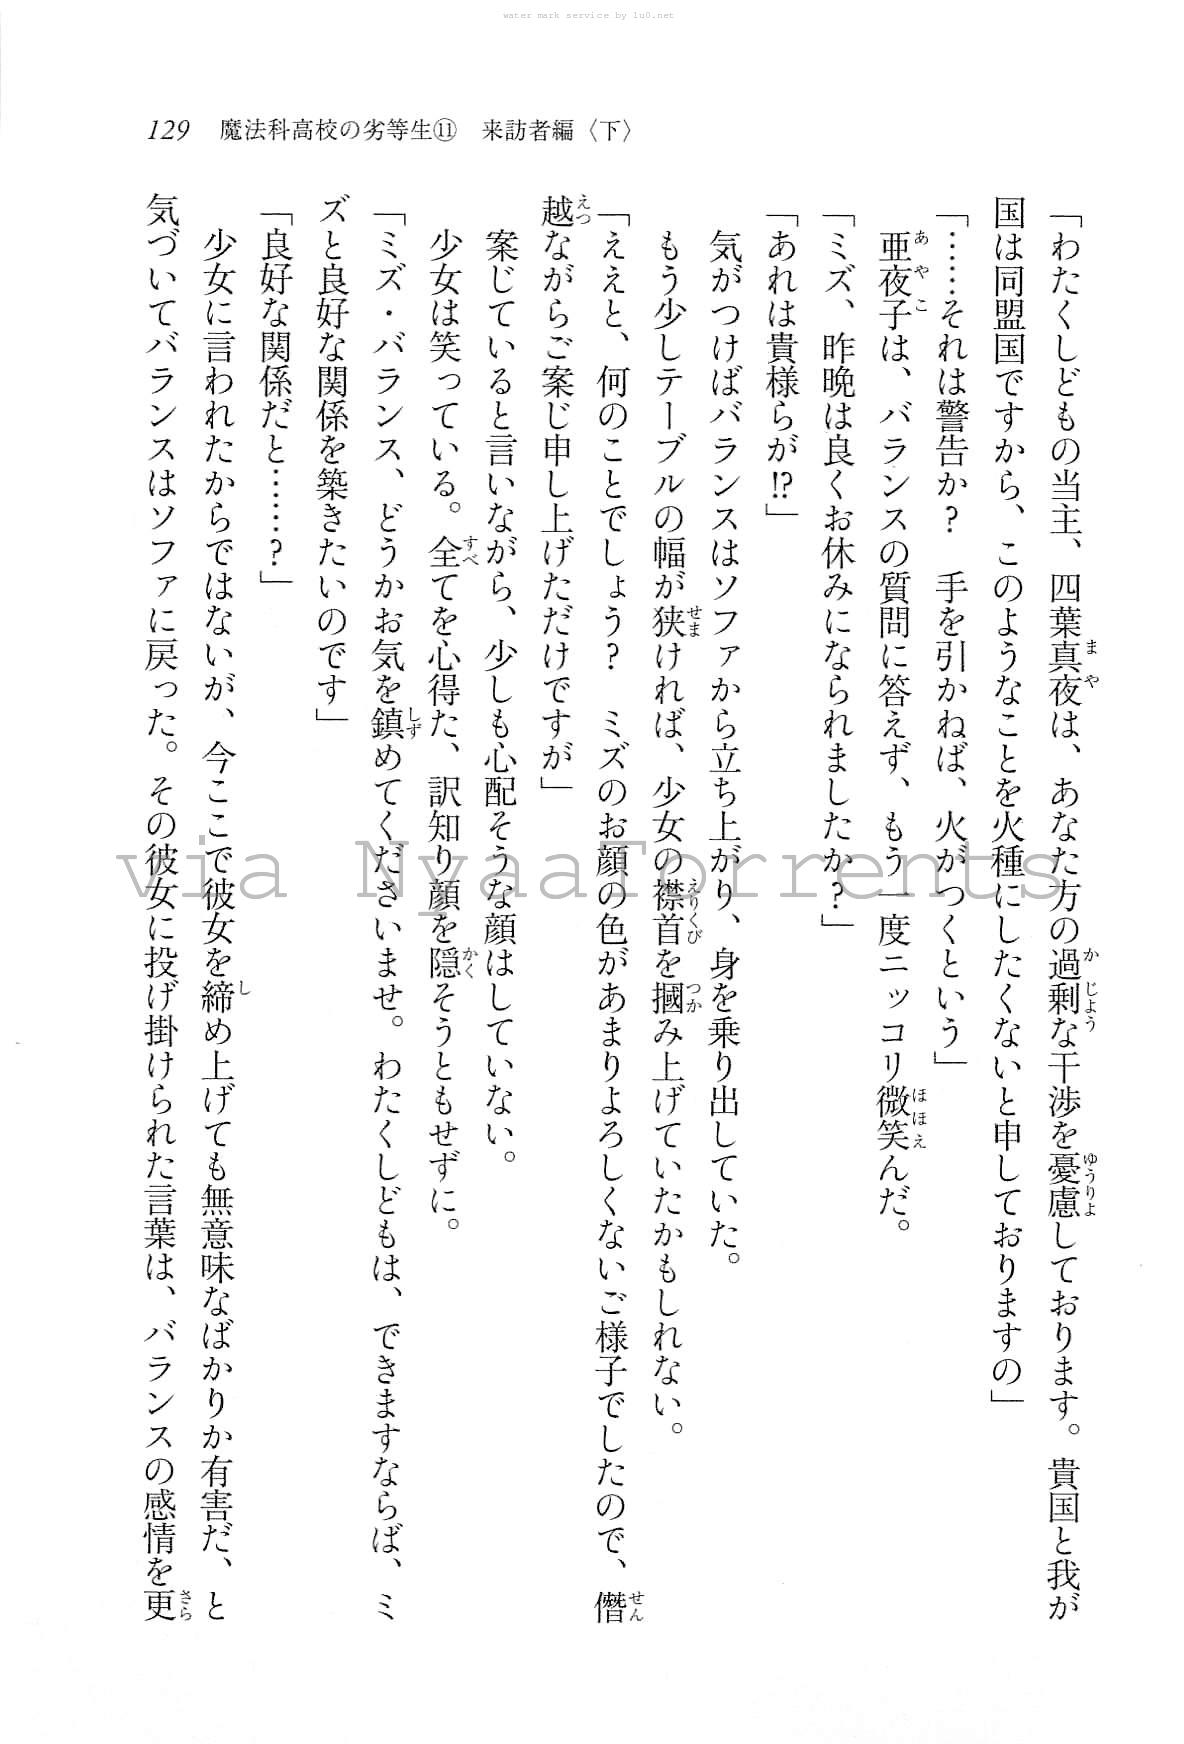 water mark service by lu0.net
129 魔法科高校の劣等生⑪ 来訪者編〈下〉
「わたくしどもの当主、四葉真夜は、あなた方の過剰な干渉を憂慮しております。貴国と我が
国は同盟国ですから、このようなことを火種にしたくないと申しておりますの」
「……それは警告か? 手を引かねば、火がつくという」
亜夜子は、バランスの質問に答えず、もう一度ニッコリ微笑んだ。
「ミズ、昨晩は良くお休みになられましたか?」
「あれは貴様らが!?」
気がつけばバランスはソファから立ち上がり、身を乗り出していた。
もう少しテーブルの幅が狭ければ、少女の襟首を摑み上げていたかもしれない。
「ええと、何のことでしょう? ミズのお顔の色があまりよろしくないご様子でしたので、僭
越ながらご案じ申し上げただけですが」
案じていると言いながら、少しも心配そうな顔はしていない。
少女は笑っている。全てを心得た、訳知り顔を隠そうともせずに。
「ミズ・バランス、どうかお気を鎮めてくださいませ。わたくしどもは、できますならば、ミ
ズと良好な関係を築きたいのです」
「良好な関係だと……?」
少女に言われたからではないが、今ここで彼女を締め上げても無意味なばかりか有害だ、と
気づいてバランスはソファに戻った。その彼女に投げ掛けられた言葉は、バランスの感情を更
via NyaaTorrents